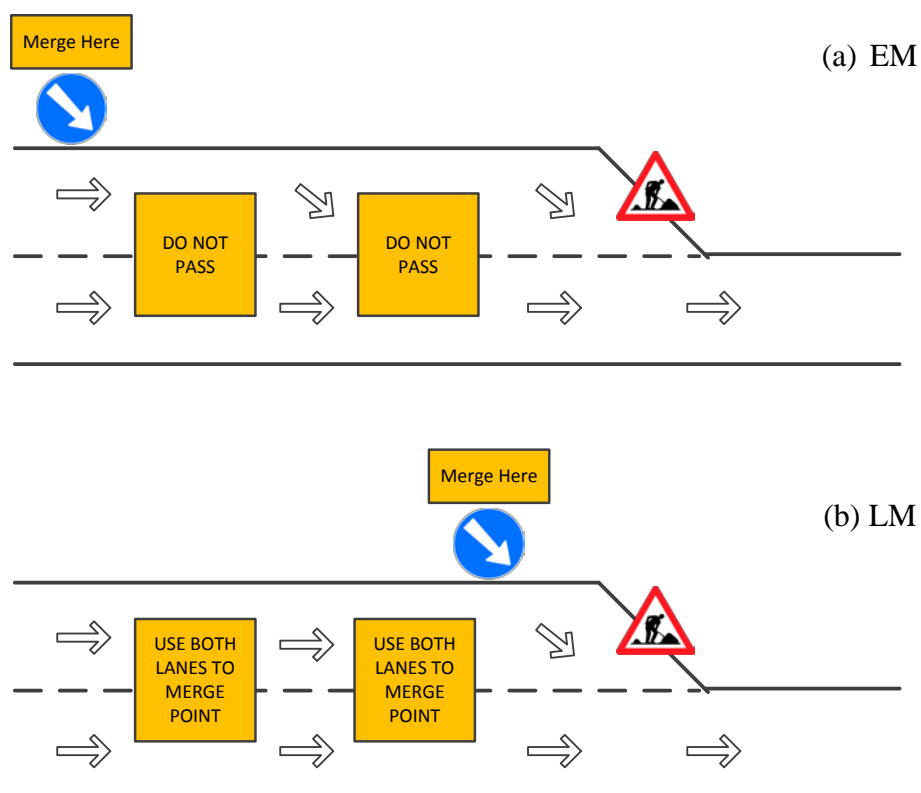 Merge Here
(a) EM
DO NOT
PASS
DO NOT
PASS
Merge Here
(b) LM
USE BOTH
LANES TO
MERGE
POINT
USE BOTH
LANES TO
MERGE
POINT